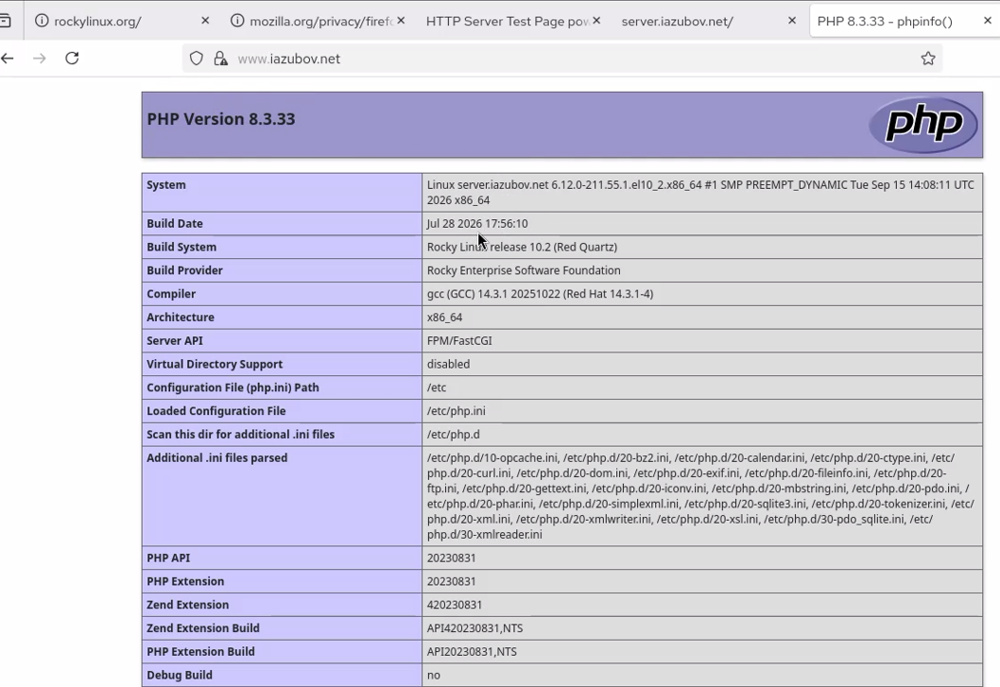 rockylinux.org/
mozilla.org/privacy/firef
HTTP Server Test Page pow
server.iazubov.net/
PHP 8.3.33 – phpinfo()
www.iazubov.net
PHP Version 8.3.33
php
System
Linux server.iazubov.net 6.12.0-211.55.1.el10_2.x86_64 #1 SMP PREEMPT_DYNAMIC Tue Sep 15 14:08:11 UTC
2026 x86_64
Build Date
Jul 28 2026 17:56:10
Build System
Rocky Linux release 10.2 (Red Quartz)
Build Provider
Rocky Enterprise Software Foundation
Compiler
gcc (GCC) 14.3.1 20251022 (Red Hat 14.3.1-4)
Architecture
x86_64
Server API
FPM/FastCGI
Virtual Directory Support
disabled
Configuration File (php.ini) Path
/etc
Loaded Configuration File
/etc/php.ini
Scan this dir for additional .ini files
/etc/php.d
Additional .ini files parsed
/etc/php.d/10-opcache.ini, /etc/php.d/20-bz2.ini, /etc/php.d/20-calendar.ini, /etc/php.d/20-ctype.ini, /etc/
php.d/20-curl.ini, /etc/php.d/20-dom.ini, /etc/php.d/20-exif.ini, /etc/php.d/20-fileinfo.ini, /etc/php.d/20-
ftp.ini, /etc/php.d/20-gettext.ini, /etc/php.d/20-iconv.ini, /etc/php.d/20-mbstring.ini, /etc/php.d/20-pdo.ini, /
etc/php.d/20-phar.ini, /etc/php.d/20-simplexml.ini, /etc/php.d/20-sqlite3.ini, /etc/php.d/20-tokenizer.ini, /etc/
php.d/20-xml.ini, /etc/php.d/20-xmlwriter.ini, /etc/php.d/20-xsl.ini, /etc/php.d/30-pdo_sqlite.ini, /etc/
php.d/30-xmlreader.ini
PHP API
20230831
PHP Extension
20230831
Zend Extension
420230831
Zend Extension Build
API420230831,NTS
PHP Extension Build
API20230831,NTS
Debug Build
no